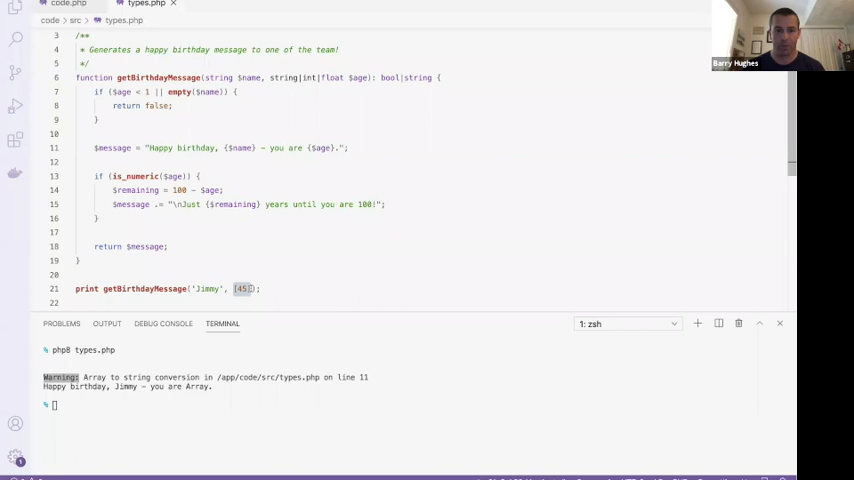 code.php
types.php
code > src > types.php
Barry Hughes
3 /**
4 * Generates a happy birthday message to one of the team!
5 */
6 function getBirthdayMessage(string $name, string|int|float $age): bool|string {
7 if ($age < 1 || empty($name)) {
8 return false;
9 }
10
11 $message = "Happy birthday, {$name} - you are {$age}.";
12
13 if (is_numeric($age)) {
14 $remaining = 100 - $age;
15 $message .= "\nJust {$remaining} years until you are 100!";
16 }
17
18 return $message;
19 }
20
21 print getBirthdayMessage('Jimmy', [45]);
22
PROBLEMS OUTPUT DEBUG CONSOLE TERMINAL 1: zsh
% php8 types.php
Warning: Array to string conversion in /app/code/src/types.php on line 11
Happy birthday, Jimmy - you are Array.
%
1